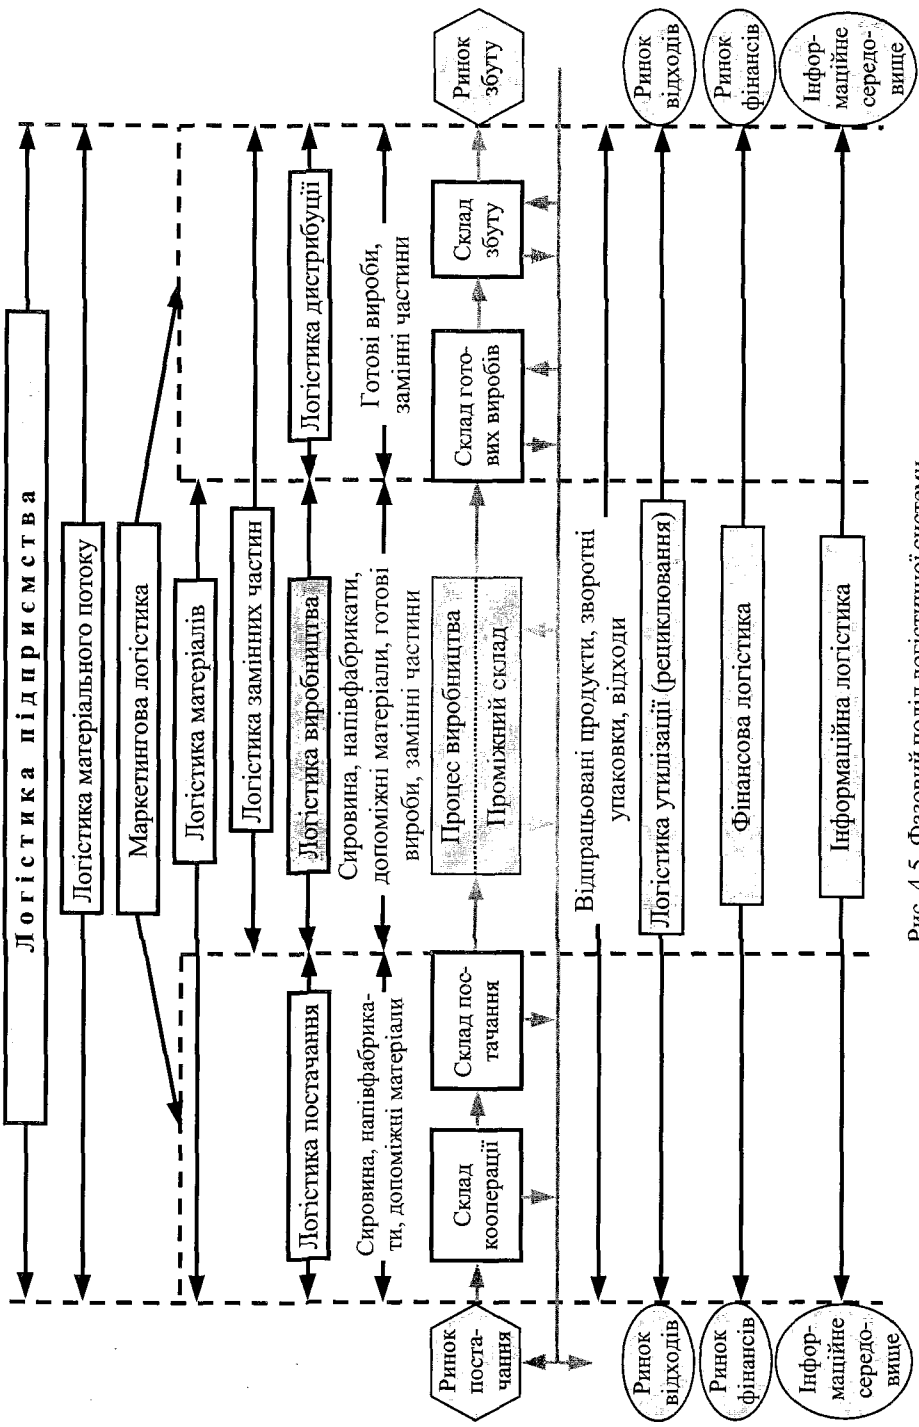 Логістика підприємства
Логістика матеріального потоку
Маркетингова логістика
Логістика матеріалів
Логістика замінних частин
Логістика постачання
Логістика виробництва
Логістика дистрибуції
Сировина, напівфабрика-
ти, допоміжні матеріали
Сировина, напівфабрикати,
допоміжні матеріали, готові
вироби, замінні частини
Готові вироби,
замінні частини
Ринок
поста-
чання
Склад
кооперації
Склад пос-
тачання
Процес виробництва
Проміжний склад
Склад гото-
вих виробів
Склад
збуту
Ринок
збуту
Відпрацьовані продукти, зворотні
упаковки, відходи
Ринок
відходів
Логістика утилізації (рециклювання)
Ринок
відходів
Ринок
фінансів
Фінансова логістика
Ринок
фінансів
Інфор-
маційне
середо-
вище
Інформаційна логістика
Інфор-
маційне
середо-
вище
Рис. 4.5. Фазовий поділ логістичної системи